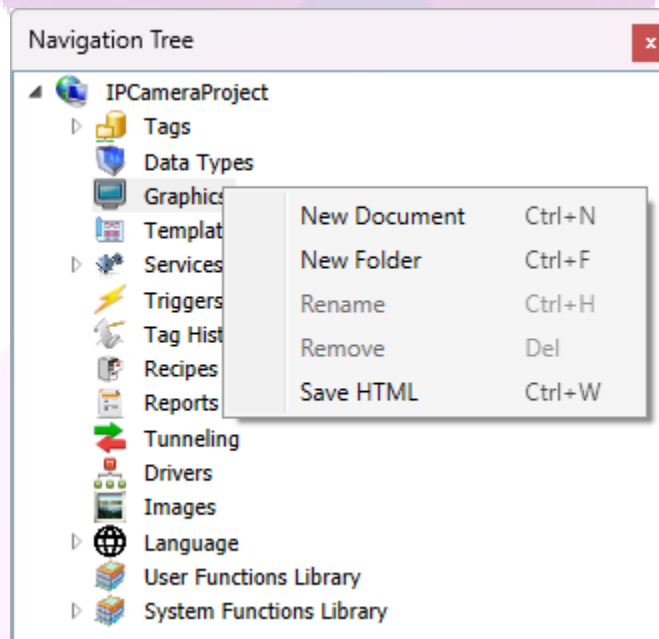 Navigation Tree
x
IPCameraProject
Tags
Data Types
Graphics
New Document Ctrl+N
Templat
New Folder Ctrl+F
Services
Rename Ctrl+H
Triggers
Tag Hist
Remove Del
Recipes
Save HTML Ctrl+W
Reports
Tunneling
Drivers
Images
Language
User Functions Library
System Functions Library